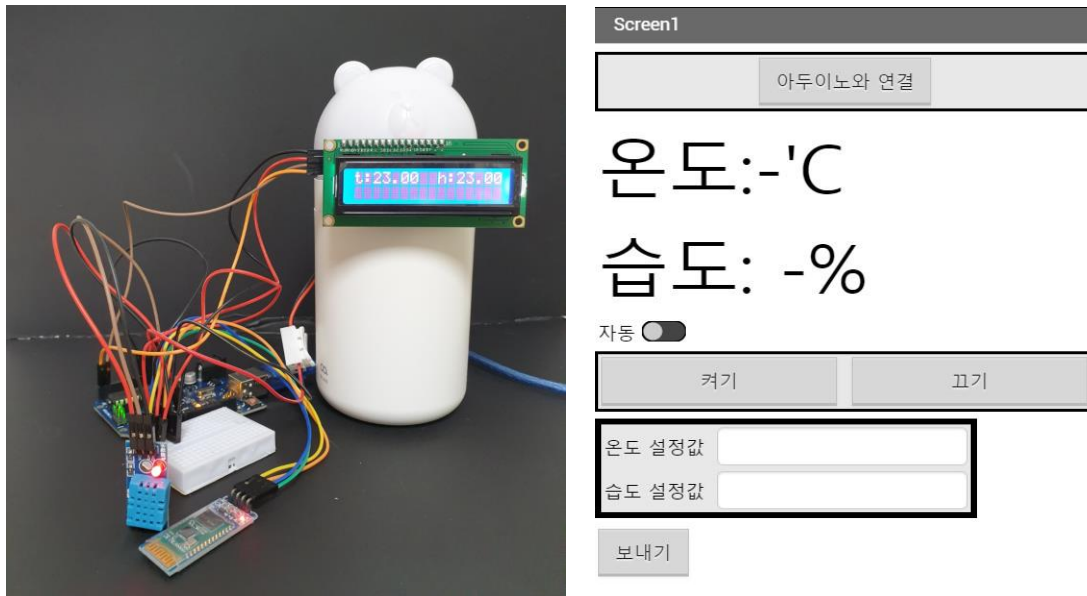 t:23.00 h:23.00
Screen1
아두이노와 연결
온도:-'C
습도: -%
자동
켜기 끄기
온도 설정값
습도 설정값
보내기